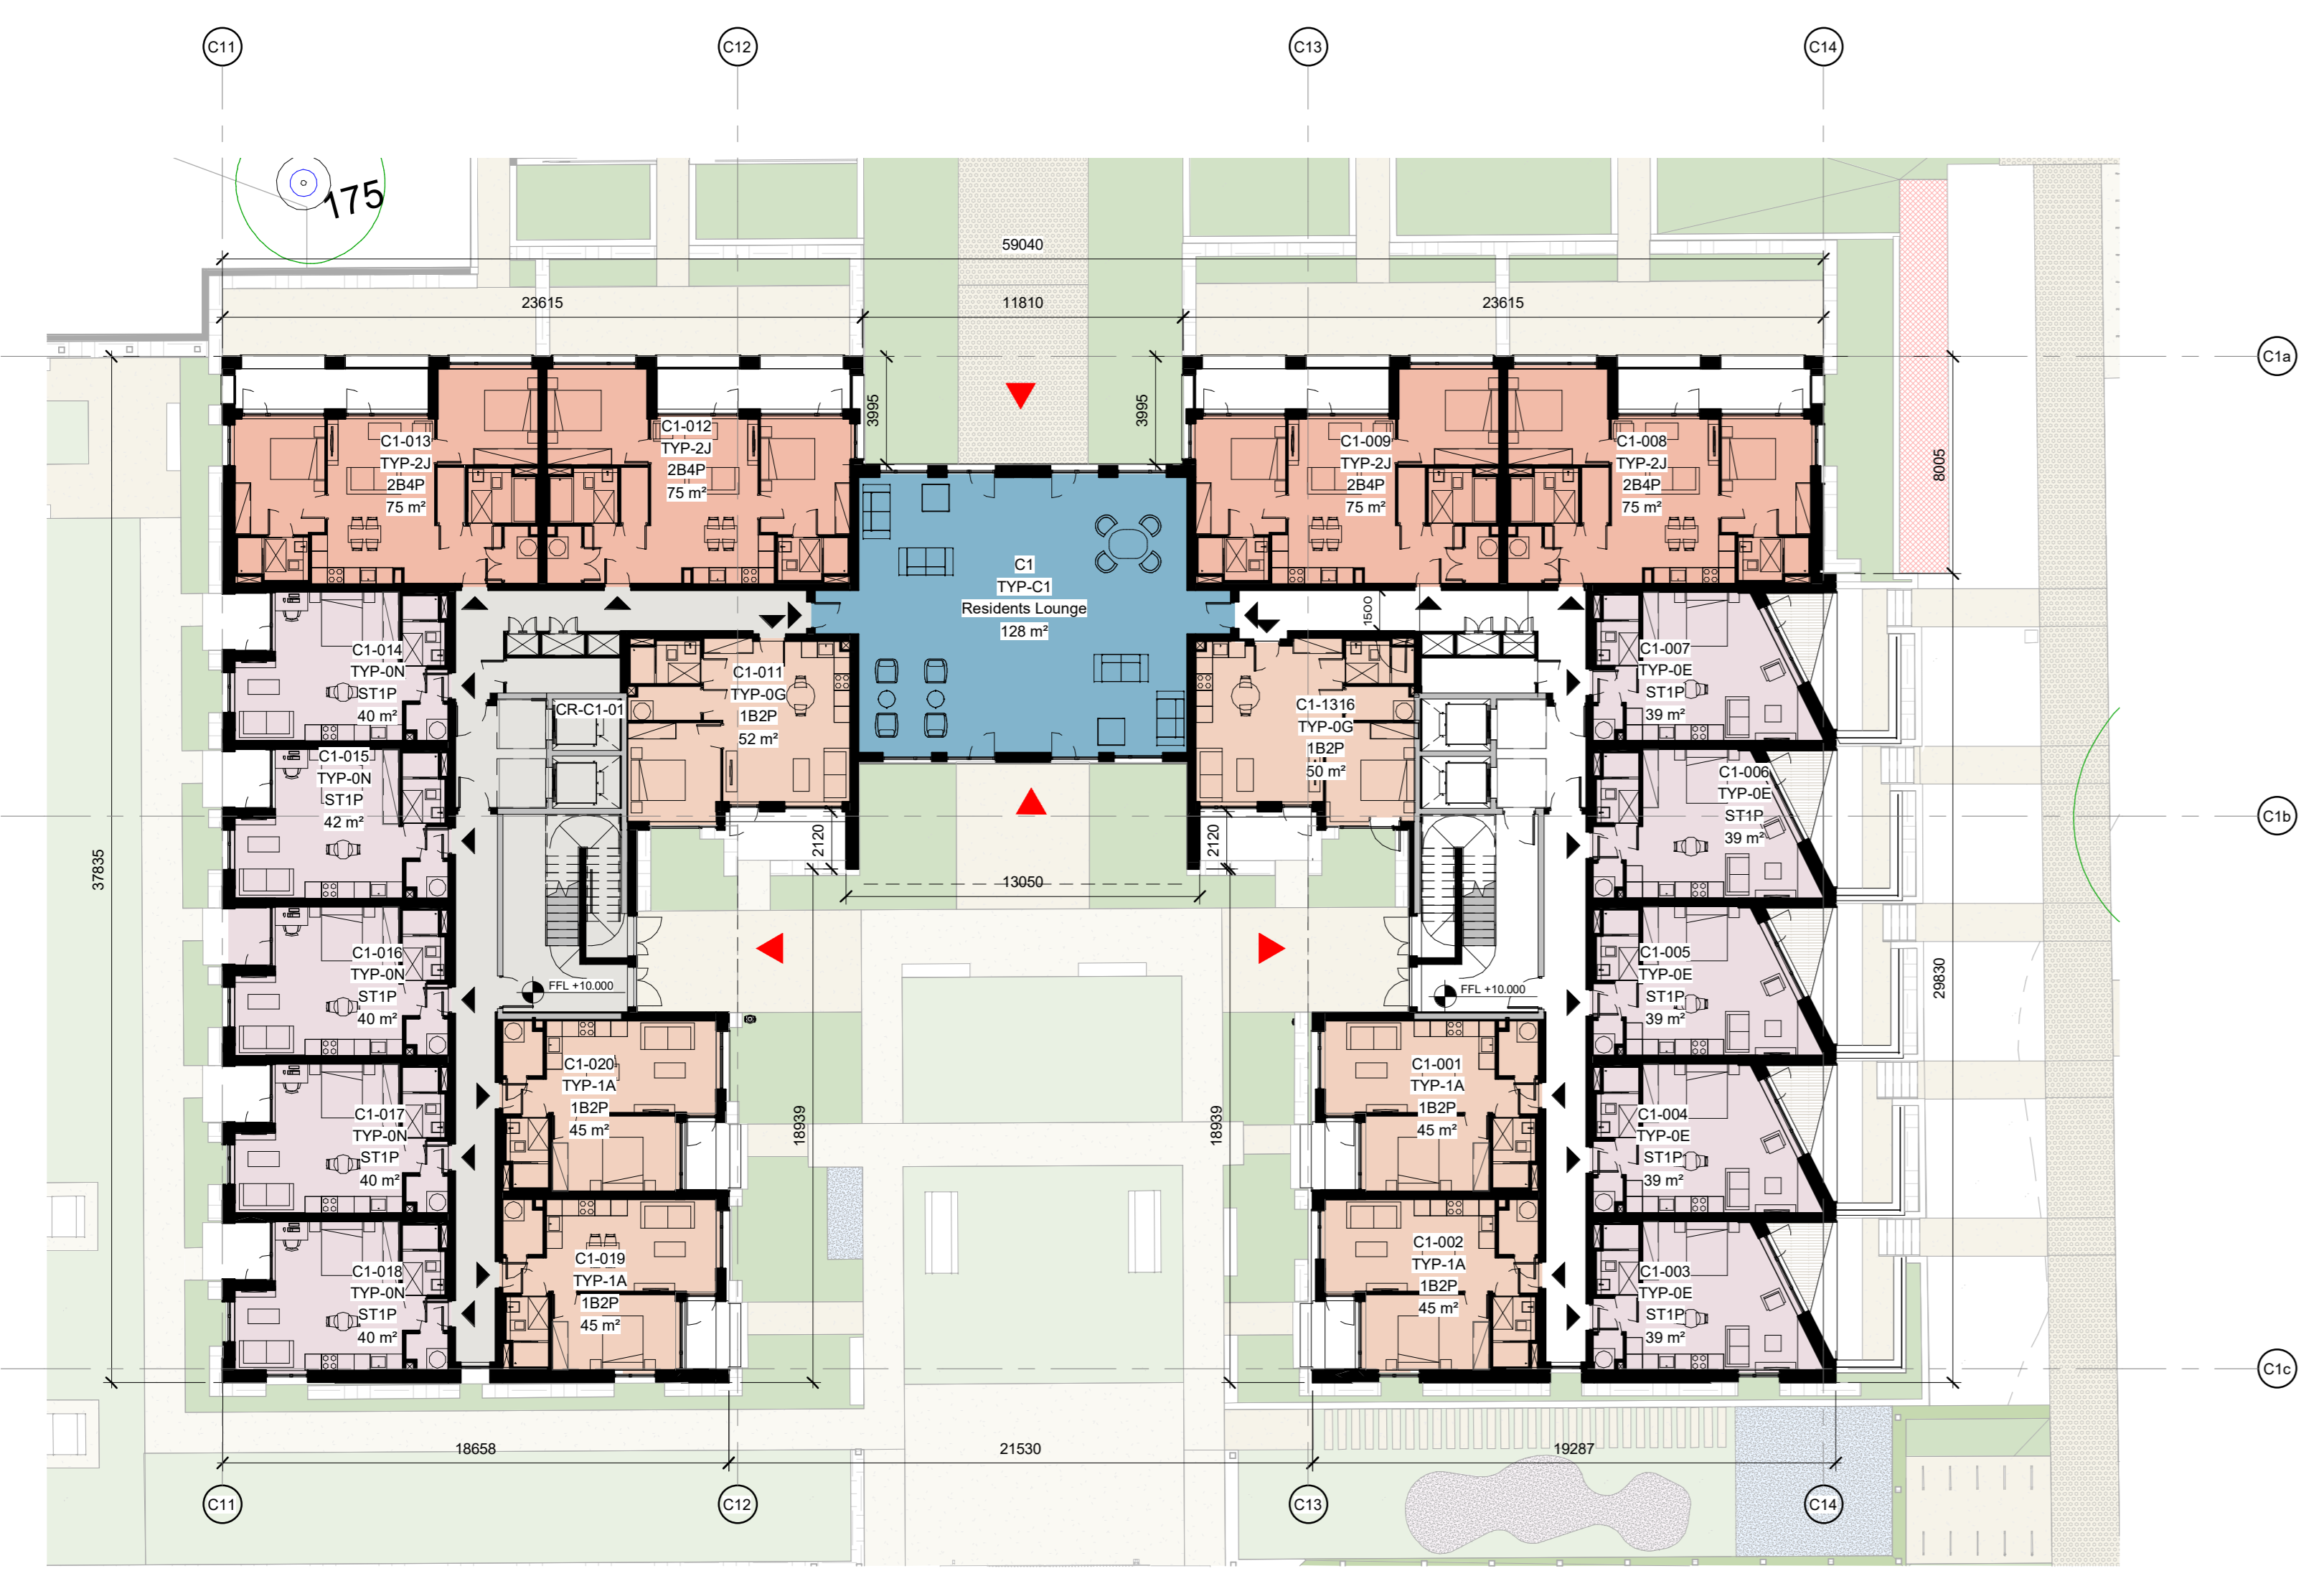 C11
C12
C13
C14
175
59040
23615
11810
23615
C1a
3995
3995
8005
C1-013
TYP-2J
2B4P
75 m²
C1-012
TYP-2J
2B4P
75 m²
C1-009
TYP-2J
2B4P
75 m²
C1-008
TYP-2J
2B4P
75 m²
C1
TYP-C1
Residents Lounge
128 m²
1500
C1-014
TYP-0N
ST1P
40 m²
CR-C1-01
C1-011
TYP-0G
1B2P
52 m²
C1-1316
TYP-0G
1B2P
50 m²
C1-007
TYP-0E
ST1P
39 m²
C1-015
TYP-0N
ST1P
42 m²
C1-006
TYP-0E
ST1P
39 m²
C1b
2120
2120
37835
13050
C1-016
TYP-0N
ST1P
40 m²
FFL +10.000
FFL +10.000
C1-005
TYP-0E
ST1P
39 m²
29830
C1-020
TYP-1A
1B2P
45 m²
C1-001
TYP-1A
1B2P
45 m²
C1-017
TYP-0N
ST1P
40 m²
18939
18939
C1-004
TYP-0E
ST1P
39 m²
C1-019
TYP-1A
1B2P
45 m²
C1-002
TYP-1A
1B2P
45 m²
C1-018
TYP-0N
ST1P
40 m²
C1-003
TYP-0E
ST1P
39 m²
C1c
18658
21530
19287
C11
C12
C13
C14